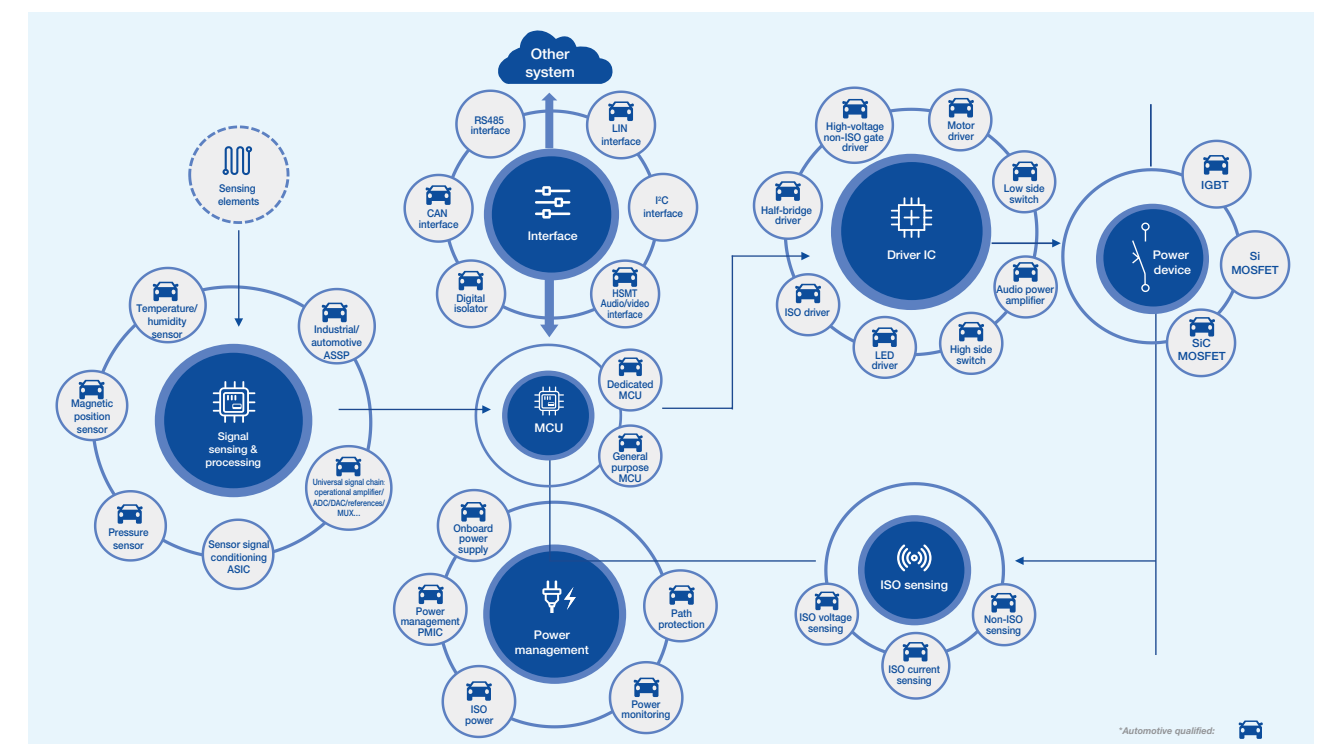 Other
system
RS485
interface
LIN
interface
CAN
interface
I²C
interface
Interface
Digital
isolator
HSMT
Audio/video
interface
Sensing
elements
Temperature/
humidity
sensor
Industrial/
automotive
ASSP
Magnetic
position
sensor
Signal
sensing &
processing
Universal signal chain:
operational amplifier/
ADC/DAC/references/
MUX...
Pressure
sensor
Sensor signal
conditioning
ASIC
MCU
Dedicated
MCU
General
purpose
MCU
Onboard
power
supply
Power
management
PMIC
Power
management
Path
protection
ISO
power
Power
monitoring
High-voltage
non-ISO gate
driver
Motor
driver
Low side
switch
Half-bridge
driver
Driver IC
ISO driver
Audio power
amplifier
LED
driver
High side
switch
IGBT
Power
device
Si
MOSFET
SiC
MOSFET
ISO sensing
ISO voltage
sensing
Non-ISO
sensing
ISO current
sensing
*Automotive qualified: